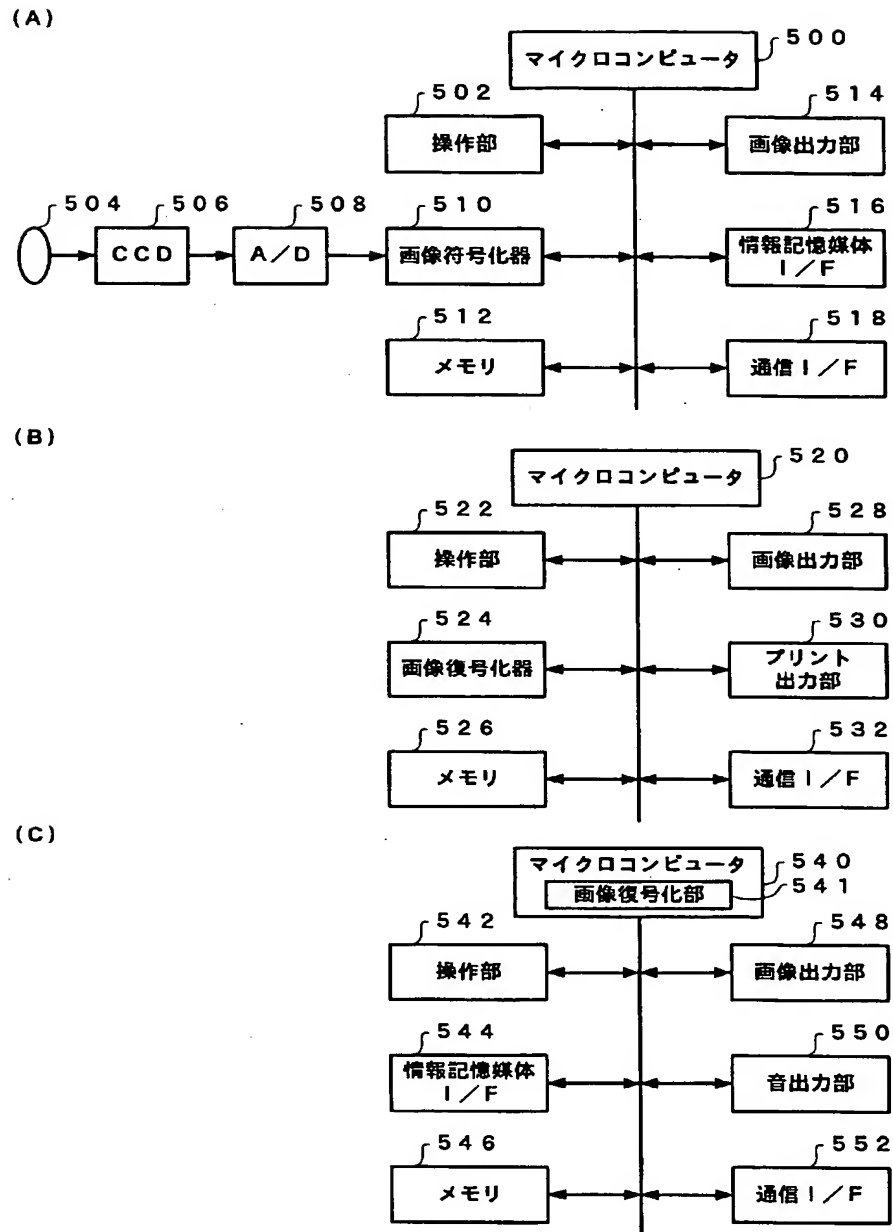 (A)
５００
マイクロコンピュータ
５０２
５１４
操作部
画像出力部
５０４
５０６
５０８
５１０
５１６
CCD
A／D
画像符号化器
情報記憶媒体
I／F
５１２
５１８
メモリ
通信I／F
(B)
５２０
マイクロコンピュータ
５２２
５２８
操作部
画像出力部
５２４
５３０
画像復号化器
プリント
出力部
５２６
５３２
メモリ
通信I／F
(C)
マイクロコンピュータ
５４０
画像復号化部
５４１
５４２
５４８
操作部
画像出力部
５４４
５５０
情報記憶媒体
I／F
音出力部
５４６
５５２
メモリ
通信I／F